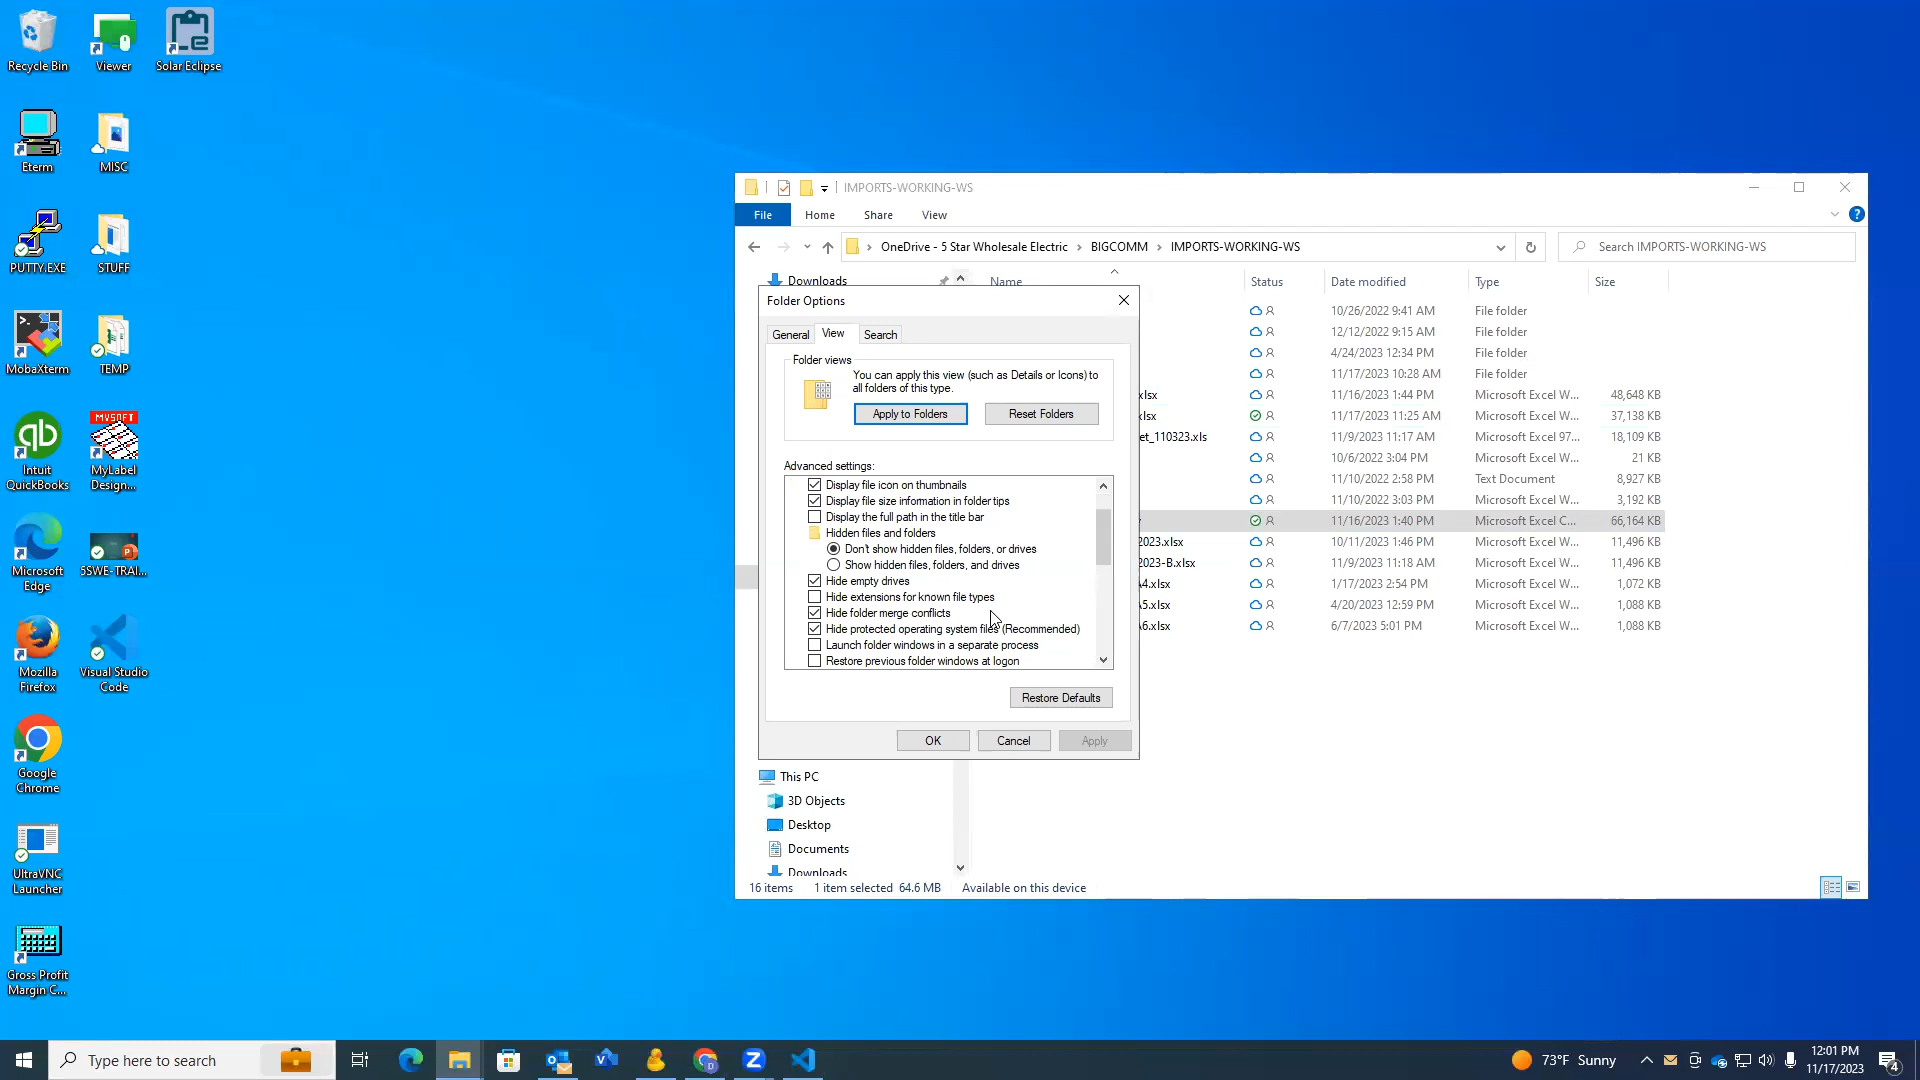 Recycle Bin
Viewer
Solar Eclipse
Eterm
MISC
PUTTY.EXE
STUFF
MobaXterm
TEMP
Intuit
QuickBooks
MYSOFT
MyLabel
Design...
Microsoft
Edge
5SWE-TRAI...
Mozilla
Firefox
Visual Studio
Code
Google
Chrome
UltraVNC
Launcher
Gross Profit
Margin C...
IMPORTS-WORKING-WS
File Home Share View
OneDrive - 5 Star Wholesale Electric BIGCOMM IMPORTS-WORKING-WS
Search IMPORTS-WORKING-WS
Downloads
Name Status Date modified Type Size
10/26/2022 9:41 AM File folder
12/12/2022 9:15 AM File folder
4/24/2023 12:34 PM File folder
11/17/2023 10:28 AM File folder
xlsx 11/16/2023 1:44 PM Microsoft Excel W... 48,648 KB
xlsx 11/17/2023 11:25 AM Microsoft Excel W... 37,138 KB
et_110323.xls 11/9/2023 11:17 AM Microsoft Excel 97... 18,109 KB
10/6/2022 3:04 PM Microsoft Excel W... 21 KB
11/10/2022 2:58 PM Text Document 8,927 KB
11/10/2022 3:03 PM Microsoft Excel W... 3,192 KB
11/16/2023 1:40 PM Microsoft Excel C... 66,164 KB
2023.xlsx 10/11/2023 1:46 PM Microsoft Excel W... 11,496 KB
2023-B.xlsx 11/9/2023 11:18 AM Microsoft Excel W... 11,496 KB
4.xlsx 1/17/2023 2:54 PM Microsoft Excel W... 1,072 KB
5.xlsx 4/20/2023 12:59 PM Microsoft Excel W... 1,088 KB
6.xlsx 6/7/2023 5:01 PM Microsoft Excel W... 1,088 KB
Folder Options
General View Search
Folder views
You can apply this view (such as Details or Icons) to
all folders of this type.
Apply to Folders Reset Folders
Advanced settings:
Display file icon on thumbnails
Display file size information in folder tips
Display the full path in the title bar
Hidden files and folders
Don't show hidden files, folders, or drives
Show hidden files, folders, and drives
Hide empty drives
Hide extensions for known file types
Hide folder merge conflicts
Hide protected operating system files (Recommended)
Launch folder windows in a separate process
Restore previous folder windows at logon
Restore Defaults
OK Cancel Apply
This PC
3D Objects
Desktop
Documents
Downloads
16 items 1 item selected 64.6 MB Available on this device
Type here to search
73°F Sunny
12:01 PM
11/17/2023
4